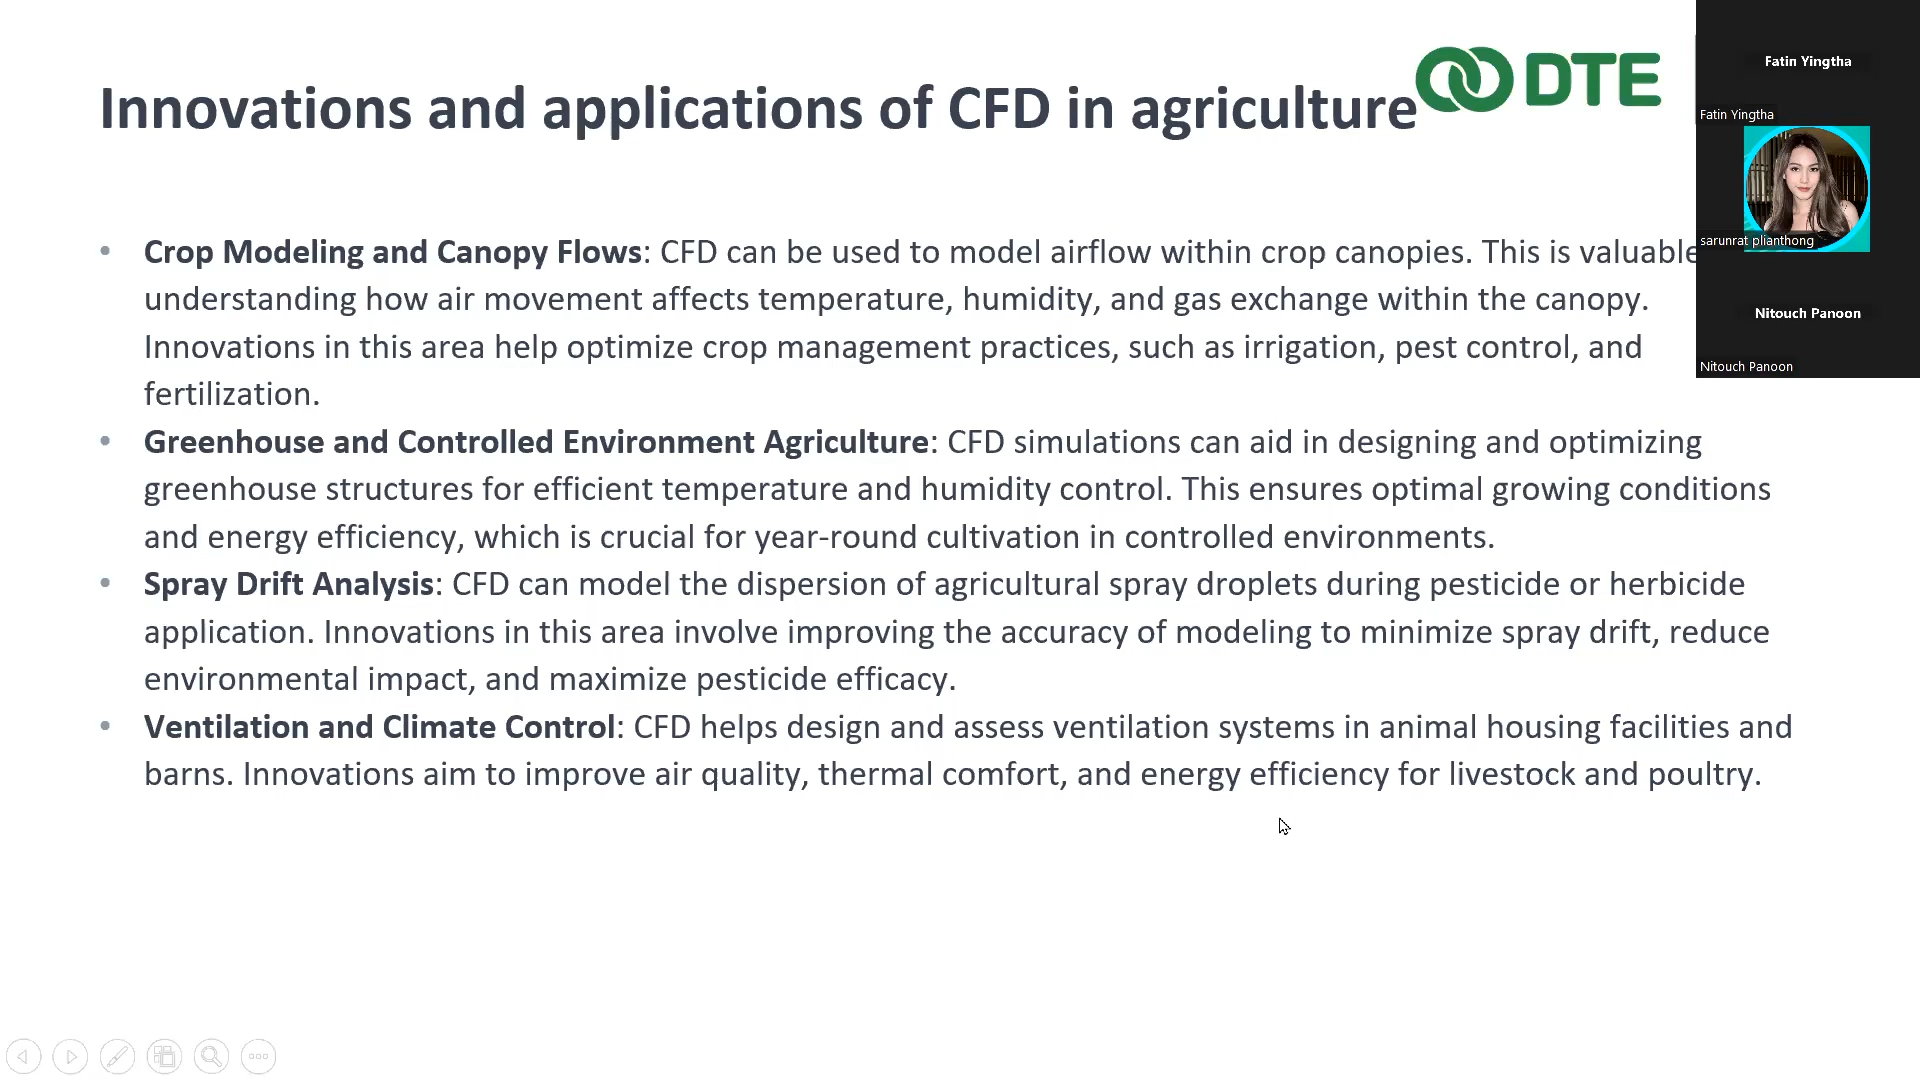 Innovations and applications of CFD in agriculture
DTE
• Crop Modeling and Canopy Flows: CFD can be used to model airflow within crop canopies. This is valuable
understanding how air movement affects temperature, humidity, and gas exchange within the canopy.
Innovations in this area help optimize crop management practices, such as irrigation, pest control, and
fertilization.
• Greenhouse and Controlled Environment Agriculture: CFD simulations can aid in designing and optimizing
greenhouse structures for efficient temperature and humidity control. This ensures optimal growing conditions
and energy efficiency, which is crucial for year-round cultivation in controlled environments.
• Spray Drift Analysis: CFD can model the dispersion of agricultural spray droplets during pesticide or herbicide
application. Innovations in this area involve improving the accuracy of modeling to minimize spray drift, reduce
environmental impact, and maximize pesticide efficacy.
• Ventilation and Climate Control: CFD helps design and assess ventilation systems in animal housing facilities and
barns. Innovations aim to improve air quality, thermal comfort, and energy efficiency for livestock and poultry.
Fatin Yingtha
Fatin Yingtha
sarunrat plianthong
Nitouch Panoon
Nitouch Panoon